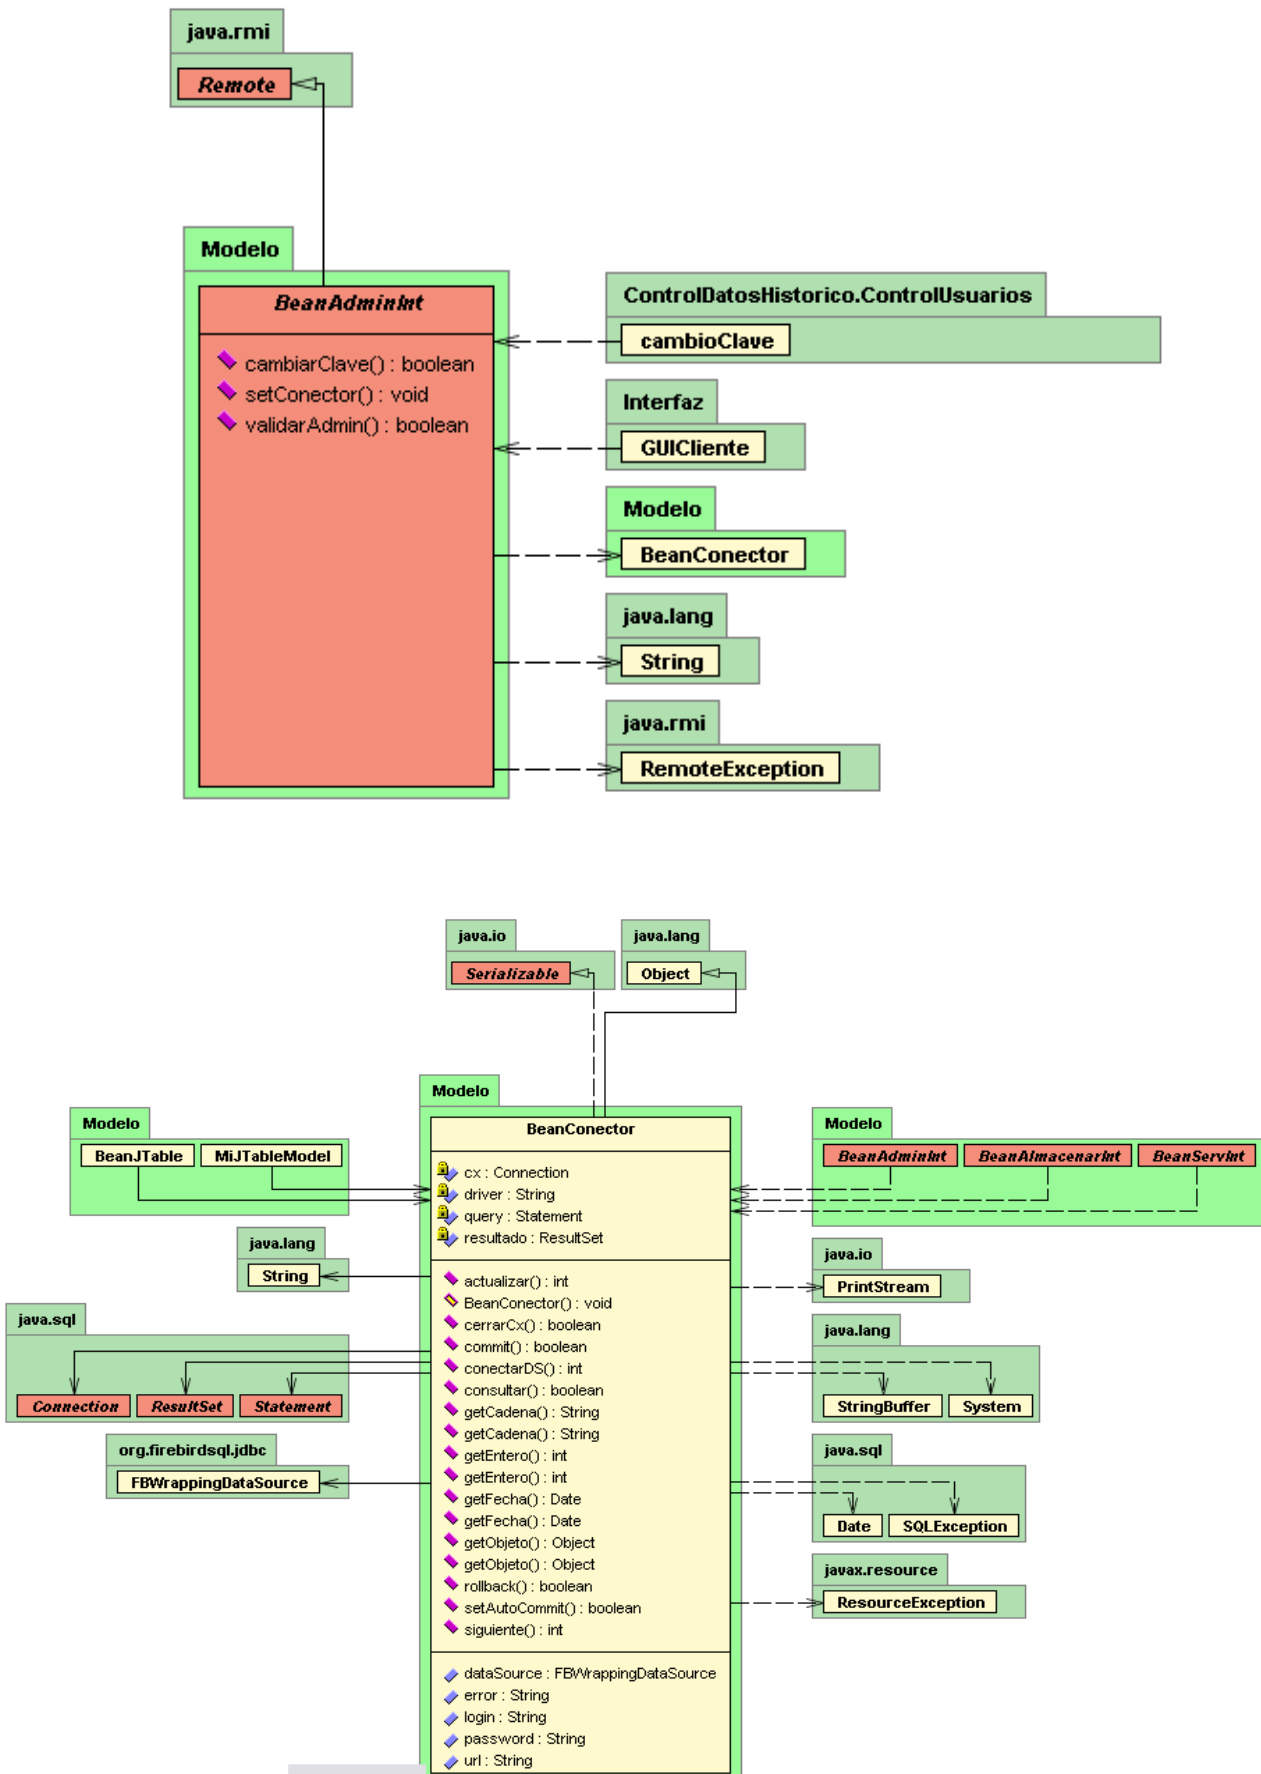 java.rmi
Remote
Modelo
BeanAdminInt
cambiarClave() : boolean
setConector() : void
validarAdmin() : boolean
ControlDatosHistorico.ControlUsuarios
cambioClave
Interfaz
GUICliente
Modelo
BeanConector
java.lang
String
java.rmi
RemoteException
java.io
Serializable
java.lang
Object
Modelo
BeanJTable MiJTableModel
java.lang
String
java.sql
Connection ResultSet Statement
org.firebirdsql.jdbc
FBWrappingDataSource
Modelo
BeanConector
cx : Connection
driver : String
query : Statement
resultado : ResultSet
actualizar() : int
BeanConector() : void
cerrarCx() : boolean
commit() : boolean
conectarDS() : int
consultar() : boolean
getCadena() : String
getCadena() : String
getEntero() : int
getEntero() : int
getFecha() : Date
getFecha() : Date
getObjeto() : Object
getObjeto() : Object
rollback() : boolean
setAutoCommit() : boolean
siguiente() : int
dataSource : FBWrappingDataSource
error : String
login : String
password : String
url : String
Modelo
BeanAdminInt BeanAlmacenarInt BeanServInt
java.io
PrintStream
java.lang
StringBuffer System
java.sql
Date SQLException
javax.resource
ResourceException